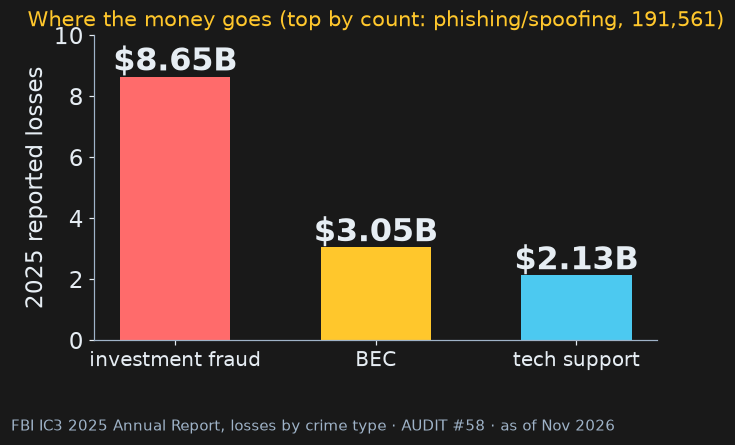 Where the money goes (top by count: phishing/spoofing, 191,561)
2025 reported losses
10
8
6
4
2
0
$8.65B
$3.05B
$2.13B
investment fraud
BEC
tech support
FBI IC3 2025 Annual Report, losses by crime type · AUDIT #58 · as of Nov 2026